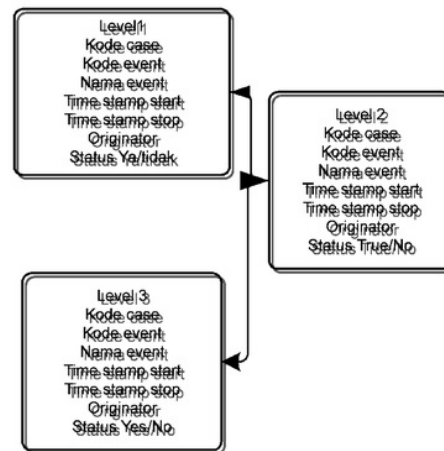 Level1
Kode case
Kode event
Nama event
Time stamp start
Time stamp stop
Originator
Status Ya/tidak
Level 2
Kode case
Kode event
Nama event
Time stamp start
Time stamp stop
Originator
Status True/No
Level 3
Kode case
Kode event
Nama event
Time stamp start
Time stamp stop
Originator
Status Yes/No